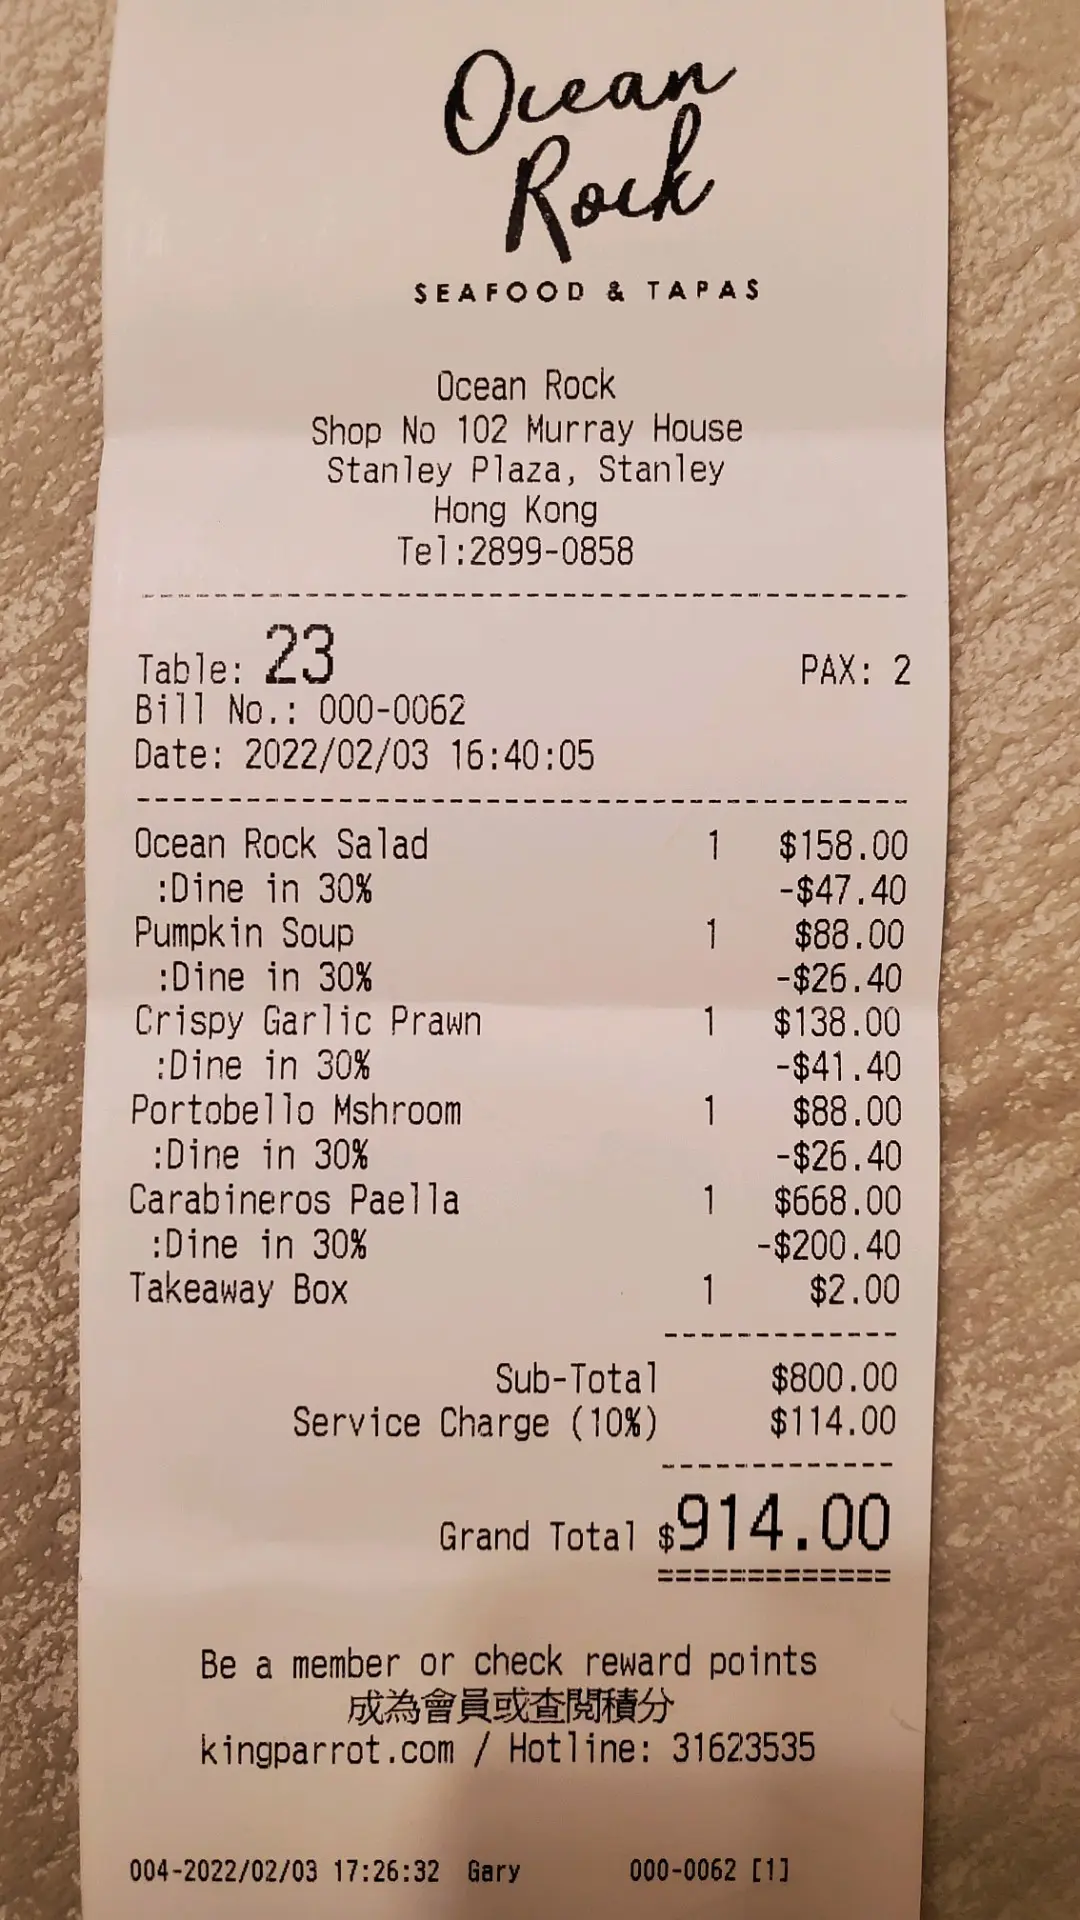 Ocean
Rock
SEAFOOD & TAPAS
Ocean Rock
Shop No 102 Murray House
Stanley Plaza, Stanley
Hong Kong
Tel:2899-0858
Table: 23 PAX: 2
Bill No.: 000-0062
Date: 2022/02/03 16:40:05
Ocean Rock Salad 1 $158.00
:Dine in 30% -$47.40
Pumpkin Soup 1 $88.00
:Dine in 30% -$26.40
Crispy Garlic Prawn 1 $138.00
:Dine in 30% -$41.40
Portobello Mshroom 1 $88.00
:Dine in 30% -$26.40
Carabineros Paella 1 $668.00
:Dine in 30% -$200.40
Takeaway Box 1 $2.00
Sub-Total $800.00
Service Charge (10%) $114.00
Grand Total $914.00
Be a member or check reward points
成為會員或查閱積分
kingparrot.com / Hotline: 31623535
004-2022/02/03 17:26:32 Gary 000-0062 [1]